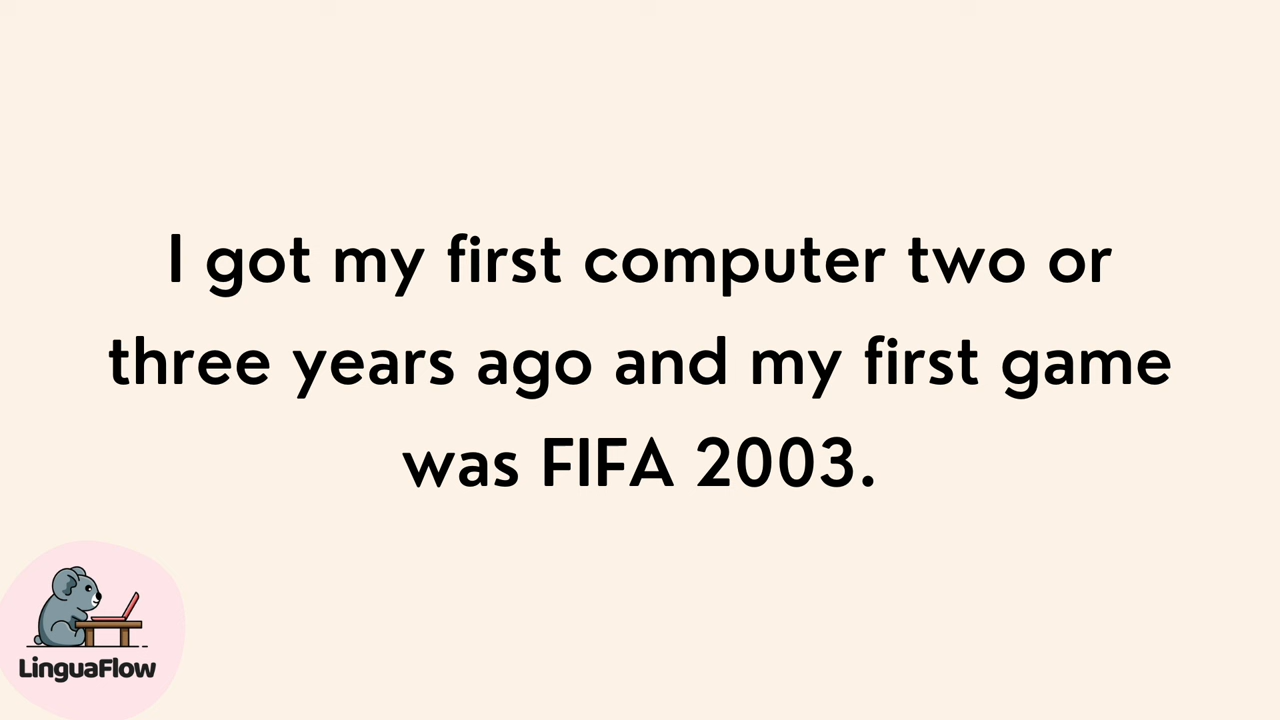 I got my first computer two or
three years ago and my first game
was FIFA 2003.
LinguaFlow